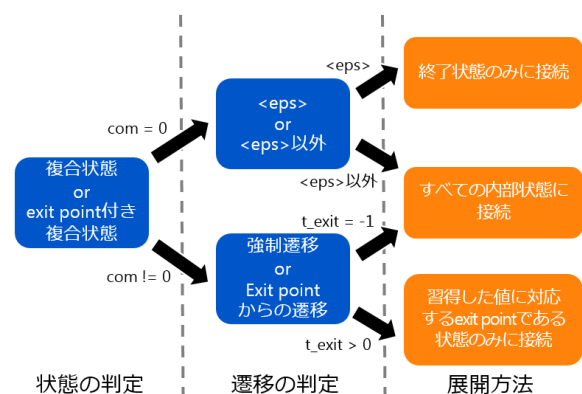 複合状態
or
exit point付き
複合状態
com = 0
com != 0
<eps>
or
<eps>以外
強制遷移
or
Exit point
からの遷移
<eps>
<eps>以外
t_exit = -1
t_exit > 0
終了状態のみに接続
すべての内部状態に
接続
習得した値に対応
するexit pointである
状態のみに接続
状態の判定
遷移の判定
展開方法